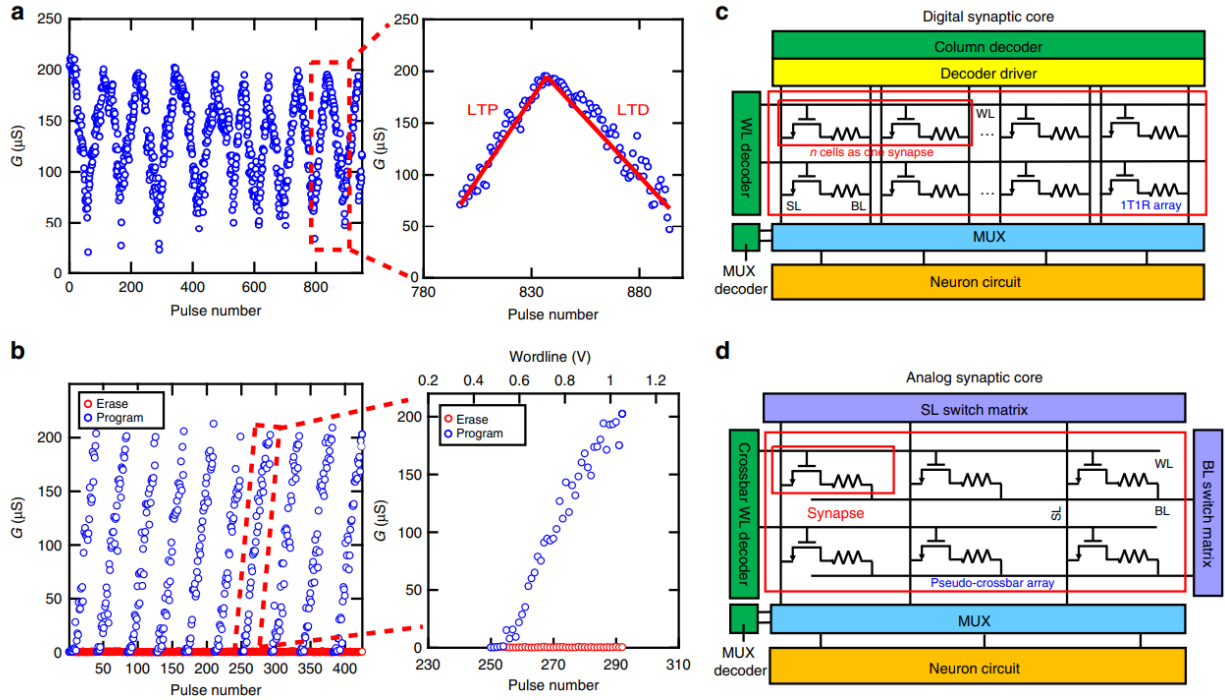 a
250
200
150
100
50
0
G (µS)
0
200
400
600
800
Pulse number
250
200
150
100
50
0
G (µS)
LTP
LTD
780
830
880
Pulse number
b
Erase
Program
200
150
100
50
0
G (µS)
50
100
150
200
250
300
350
400
Pulse number
Wordline (V)
0.2
0.4
0.6
0.8
1
1.2
Erase
Program
200
150
100
50
0
G (µS)
230
250
270
290
310
Pulse number
c
Digital synaptic core
Column decoder
Decoder driver
WL decoder
WL
...
n cells as one synapse
...
SL
BL
1T1R array
MUX
MUX
decoder
Neuron circuit
d
Analog synaptic core
SL switch matrix
Crossbar WL decoder
BL switch matrix
WL
Synapse
SL
BL
Pseudo-crossbar array
MUX
MUX
decoder
Neuron circuit